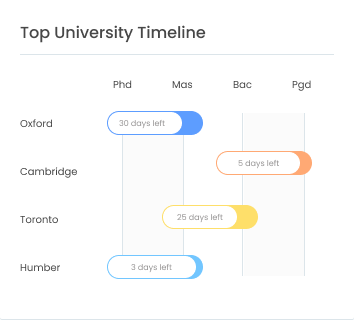 Top University Timeline
Phd Mas Bac Pgd
Oxford 30 days left
Cambridge 5 days left
Toronto 25 days left
Humber 3 days left